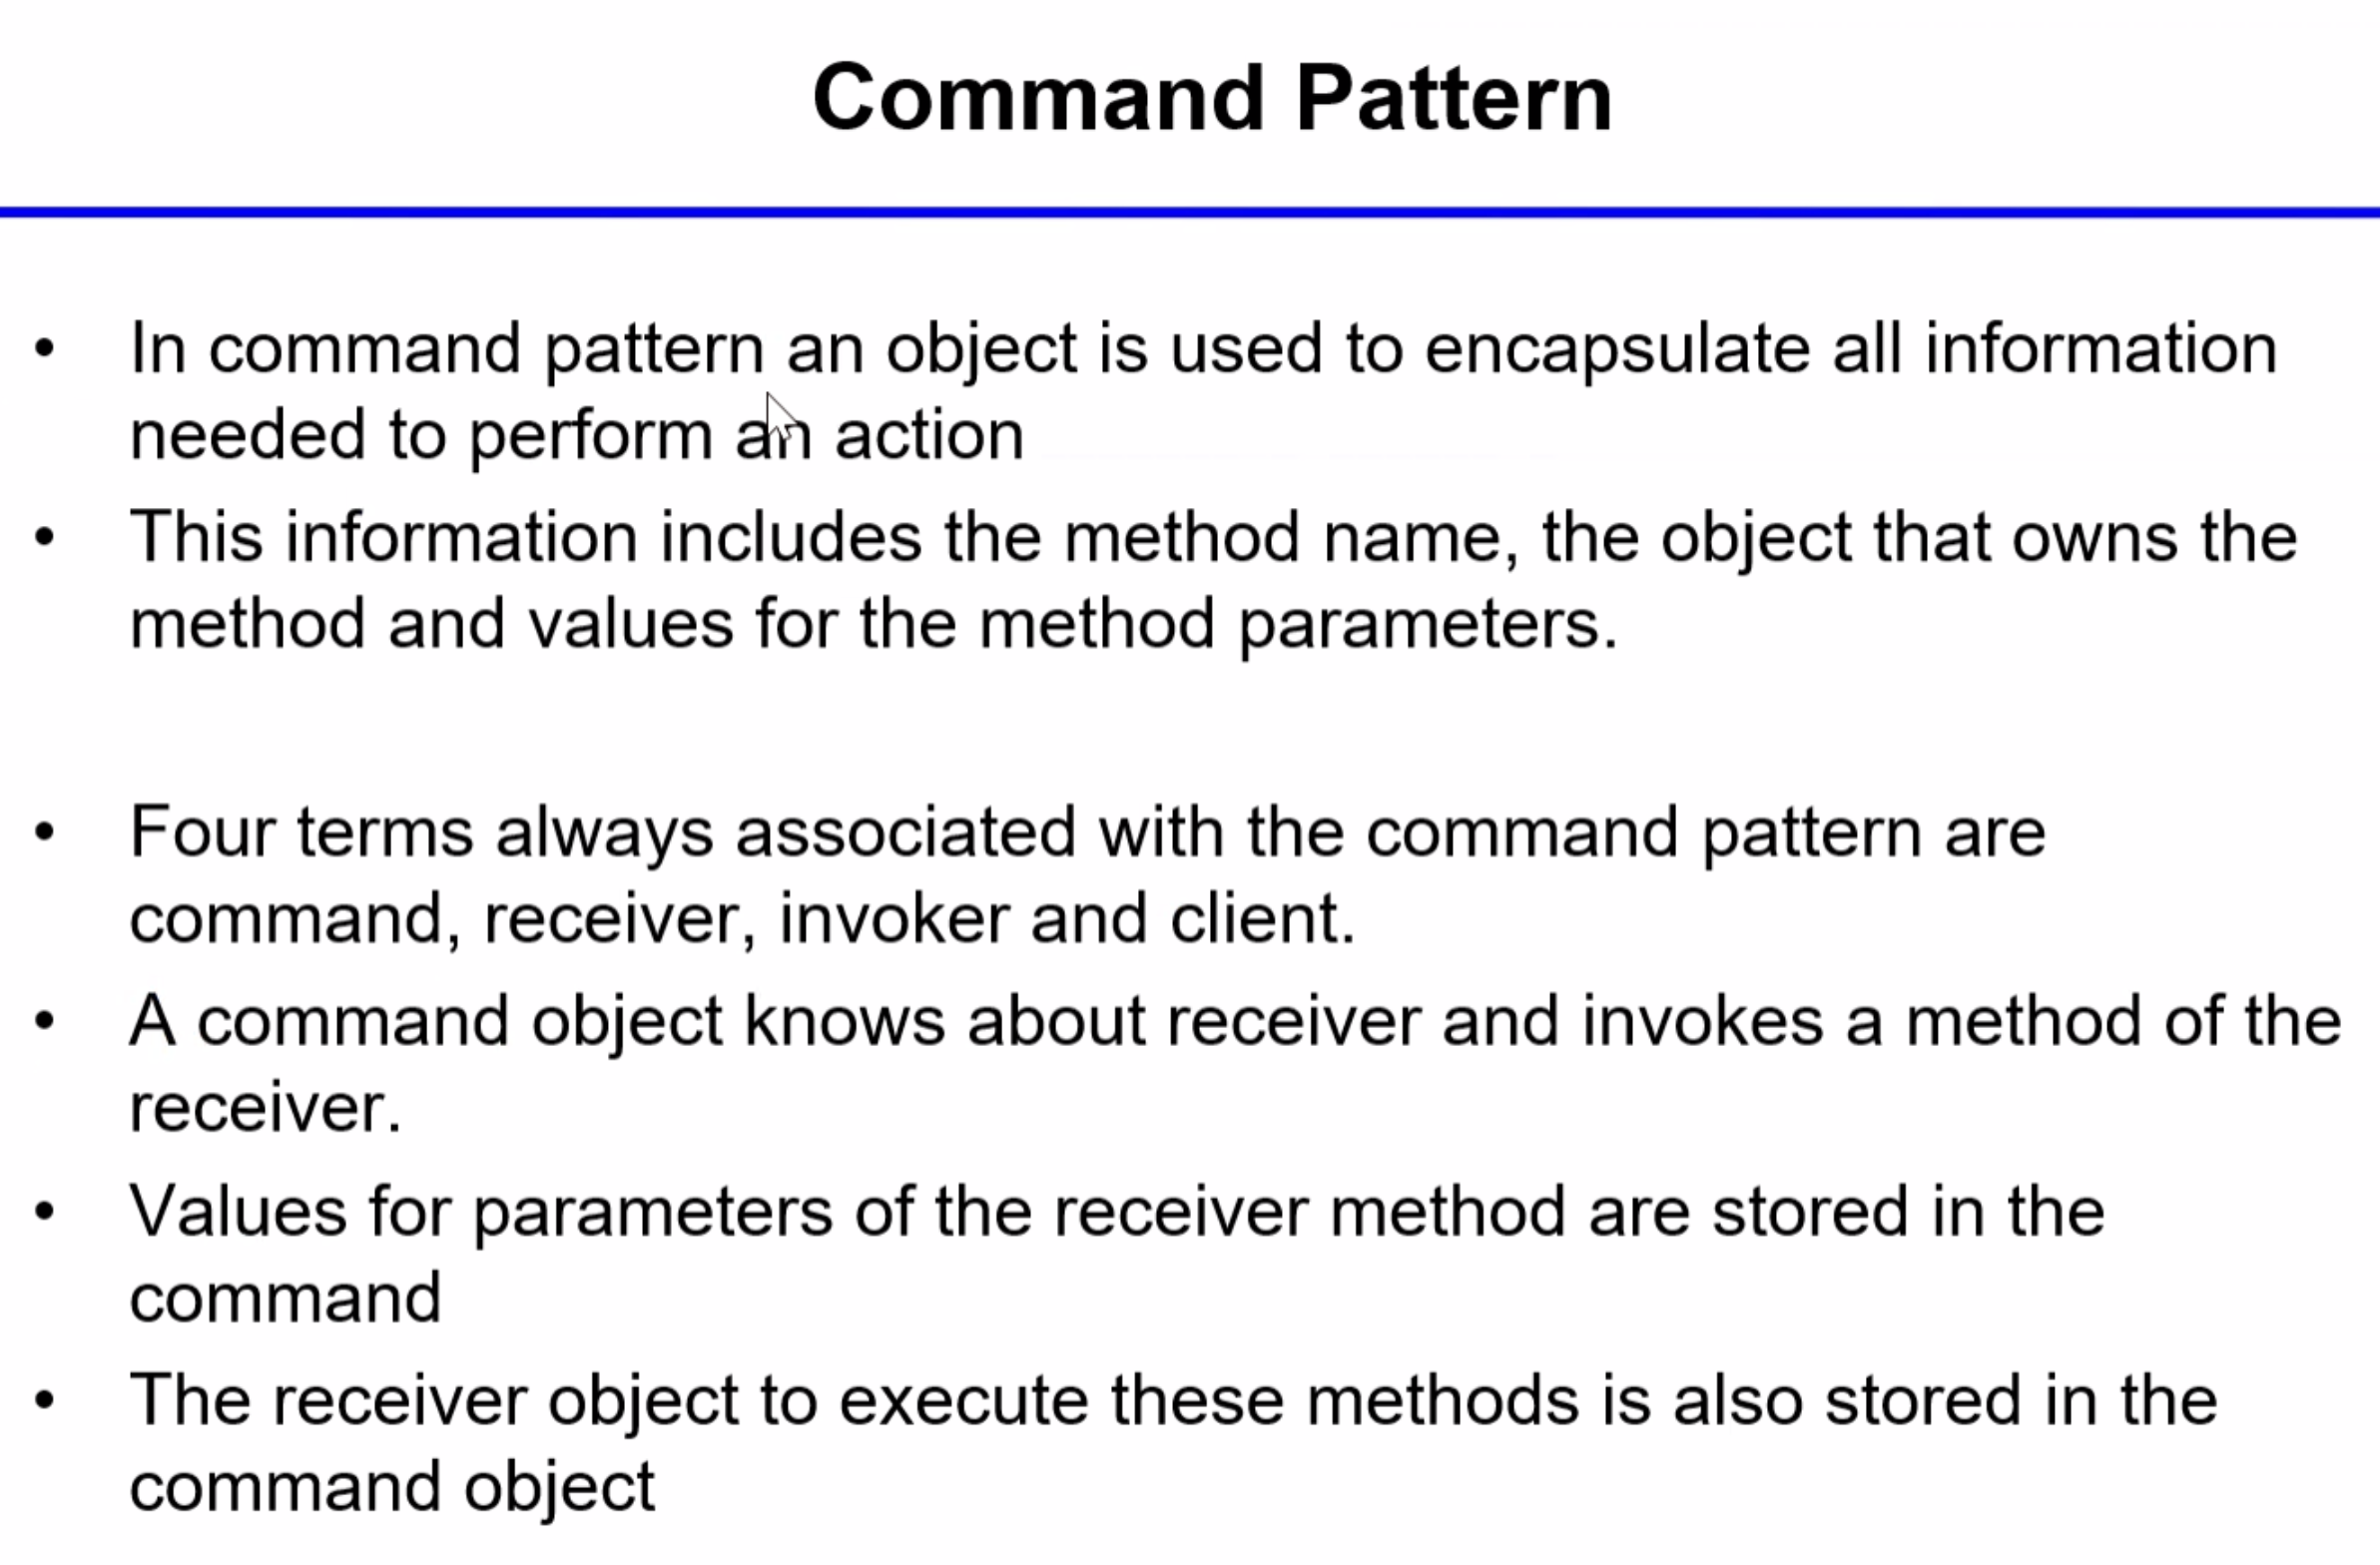 Command Pattern
• In command pattern an object is used to encapsulate all information
needed to perform an action
• This information includes the method name, the object that owns the
method and values for the method parameters.
• Four terms always associated with the command pattern are
command, receiver, invoker and client.
• A command object knows about receiver and invokes a method of the
receiver.
• Values for parameters of the receiver method are stored in the
command
• The receiver object to execute these methods is also stored in the
command object